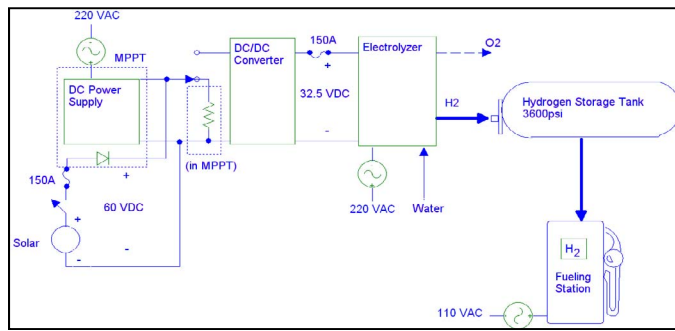 220 VAC
MPPT
DC Power
Supply
150A
60 VDC
+
+
-
-
Solar
(in MPPT)
DC/DC
Converter
150A
+
32.5 VDC
-
Electrolyzer
O2
H2
220 VAC
Water
Hydrogen Storage Tank
3600psi
H2
Fueling
Station
110 VAC